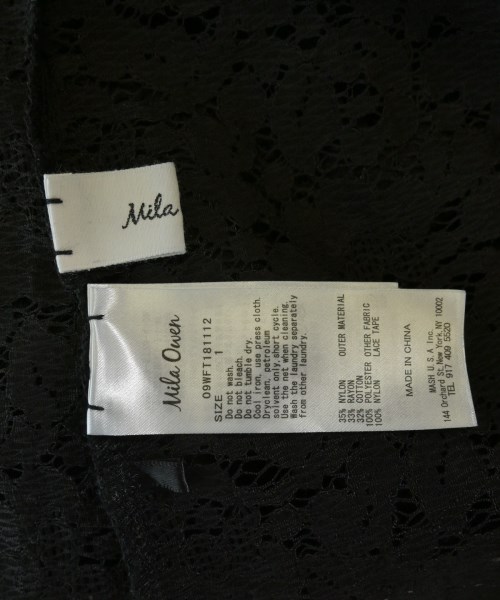 Mila
Mila Owen
09WFT181112
SIZE 1
Do not wash.
Do not bleach.
Do not tumble dry.
Cool iron, use press cloth.
Dryclean, petroleum
solvent only, short cycle.
Use the net when cleaning.
Wash the laundry separately
from other laundry.
35% NYLON OUTER MATERIAL
33% RAYON
32% COTTON
100% POLYESTER OTHER FABRIC
100% NYLON LACE TAPE
MADE IN CHINA
MASH U.S.A Inc.
144 Orchard St. New York, NY 10002
TEL 917 409 5520